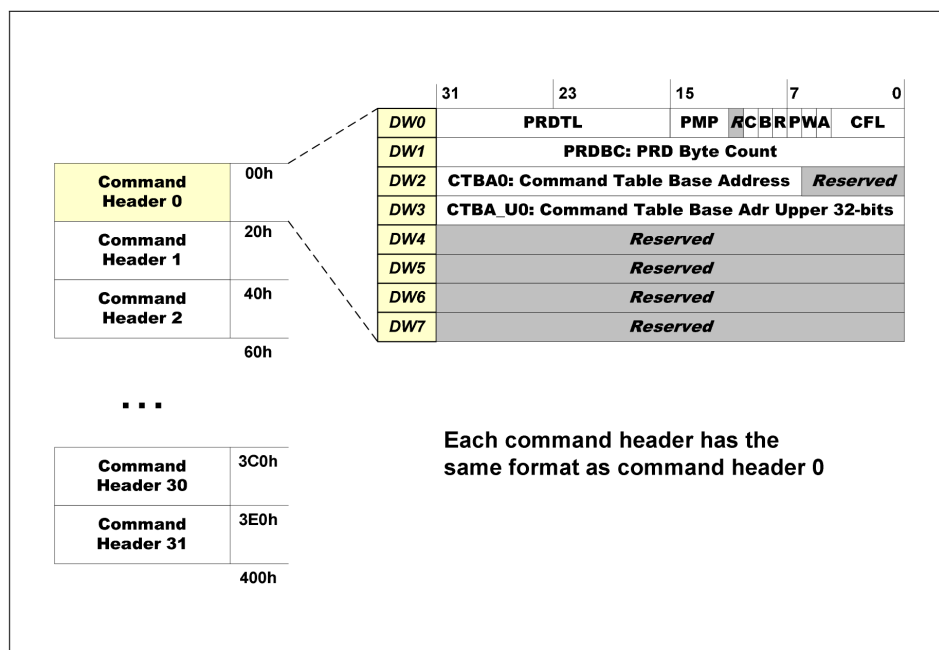 31 23 15 7 0
DW0 PRDTL PMP R C B R P W A CFL
DW1 PRDBC: PRD Byte Count
DW2 CTBA0: Command Table Base Address Reserved
DW3 CTBA_U0: Command Table Base Adr Upper 32-bits
DW4 Reserved
DW5 Reserved
DW6 Reserved
DW7 Reserved
Command
Header 0
00h
Command
Header 1
20h
Command
Header 2
40h
60h
...
Command
Header 30
3C0h
Command
Header 31
3E0h
400h
Each command header has the
same format as command header 0